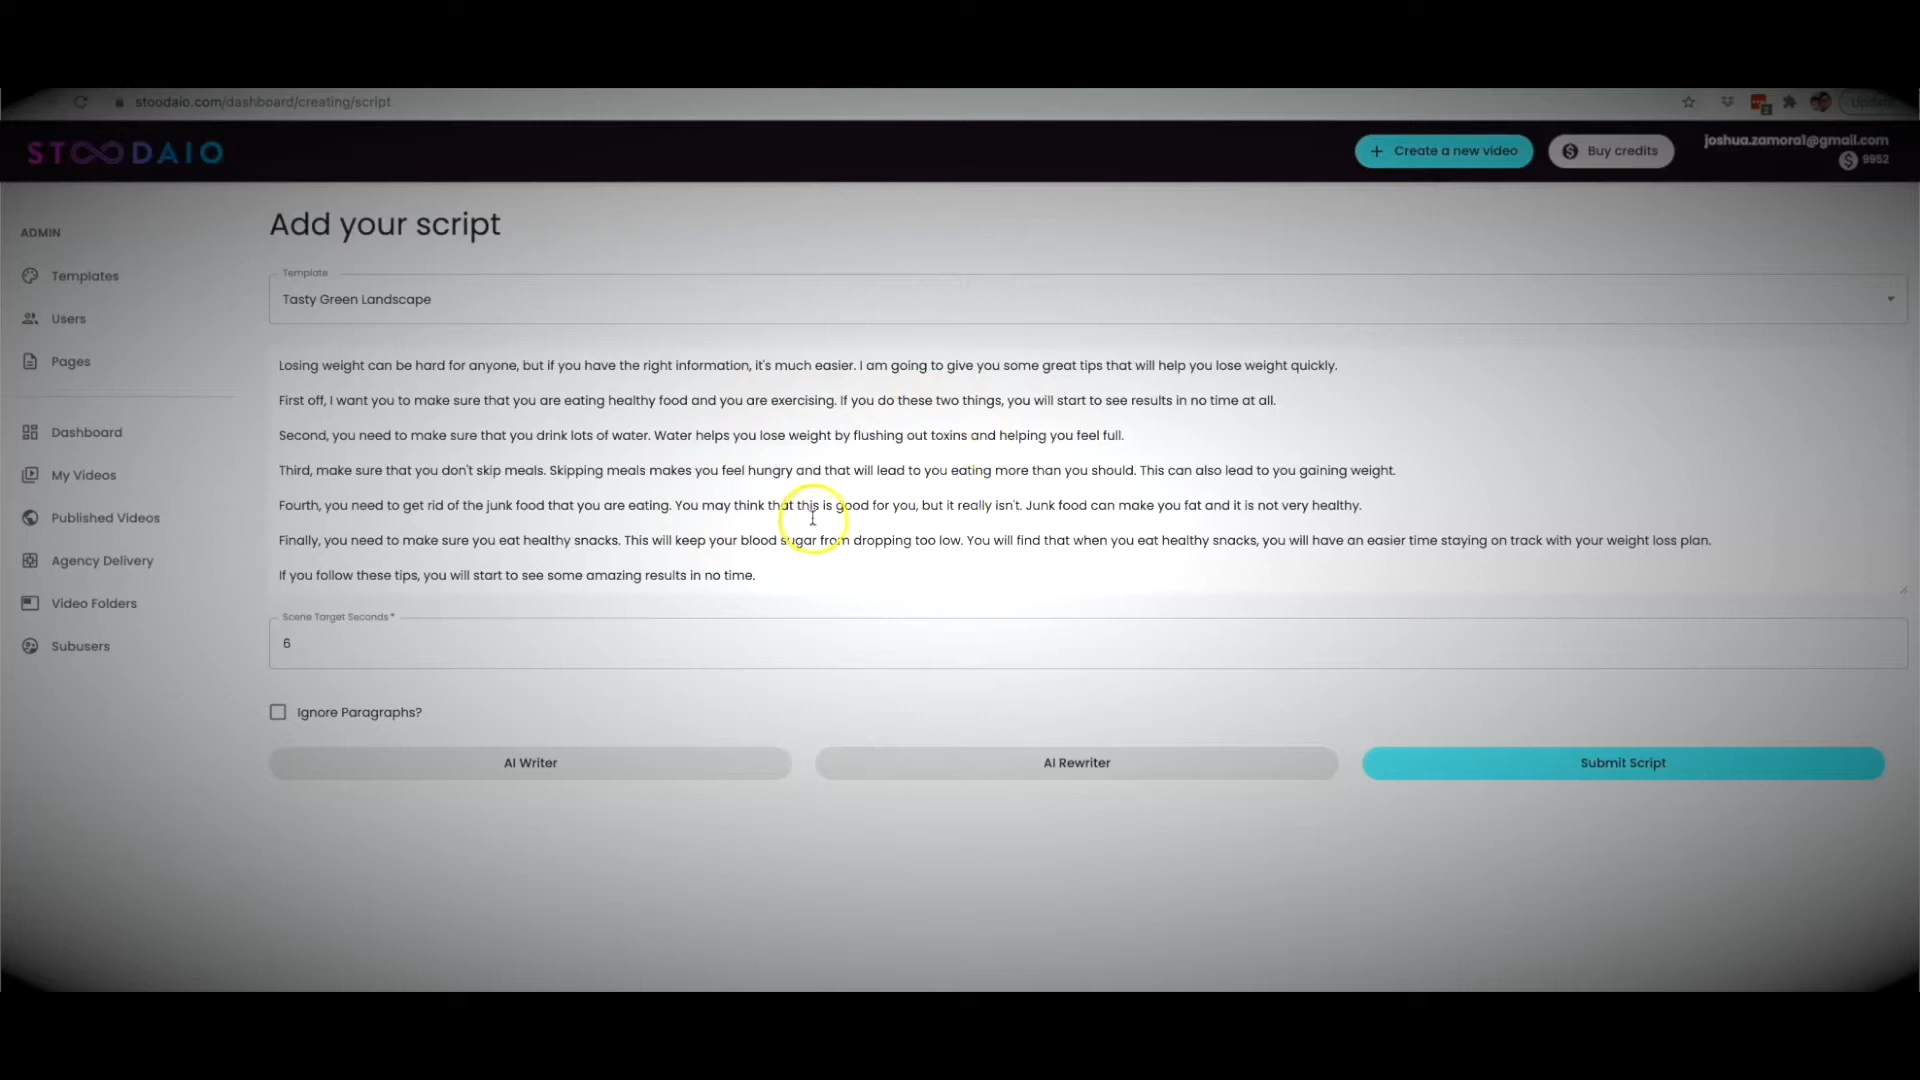 stoodaio.com/dashboard/creating/script
STOODAIO
Create a new video
Buy credits
joshua.zamora1@gmail.com
9952
ADMIN
Templates
Users
Pages
Dashboard
My Videos
Published Videos
Agency Delivery
Video Folders
Subusers
Add your script
Template
Tasty Green Landscape
Losing weight can be hard for anyone, but if you have the right information, it's much easier. I am going to give you some great tips that will help you lose weight quickly.
First off, I want you to make sure that you are eating healthy food and you are exercising. If you do these two things, you will start to see results in no time at all.
Second, you need to make sure that you drink lots of water. Water helps you lose weight by flushing out toxins and helping you feel full.
Third, make sure that you don't skip meals. Skipping meals makes you feel hungry and that will lead to you eating more than you should. This can also lead to you gaining weight.
Fourth, you need to get rid of the junk food that you are eating. You may think that this is good for you, but it really isn't. Junk food can make you fat and it is not very healthy.
Finally, you need to make sure you eat healthy snacks. This will keep your blood sugar from dropping too low. You will find that when you eat healthy snacks, you will have an easier time staying on track with your weight loss plan.
If you follow these tips, you will start to see some amazing results in no time.
Scene Target Seconds *
6
Ignore Paragraphs?
AI Writer
AI Rewriter
Submit Script